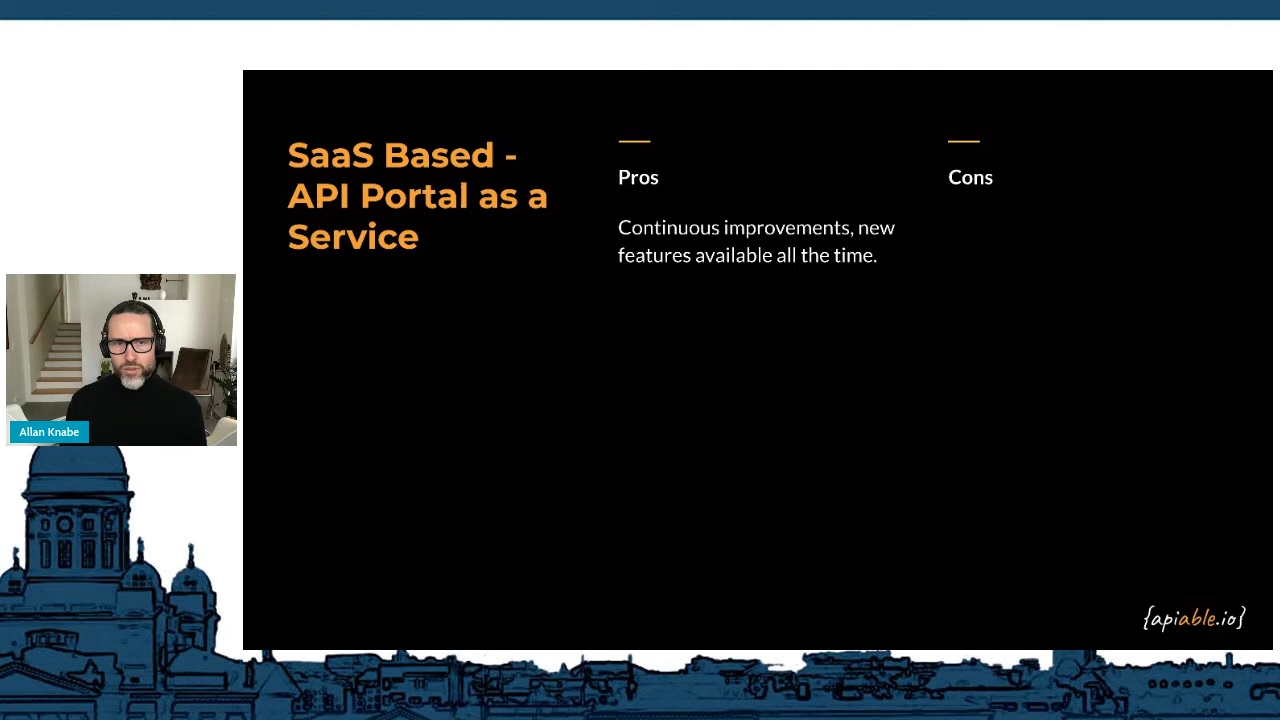 SaaS Based -
API Portal as a
Service
Pros
Continuous improvements, new
features available all the time.
Cons
Allan Knabe
{apiable.io}